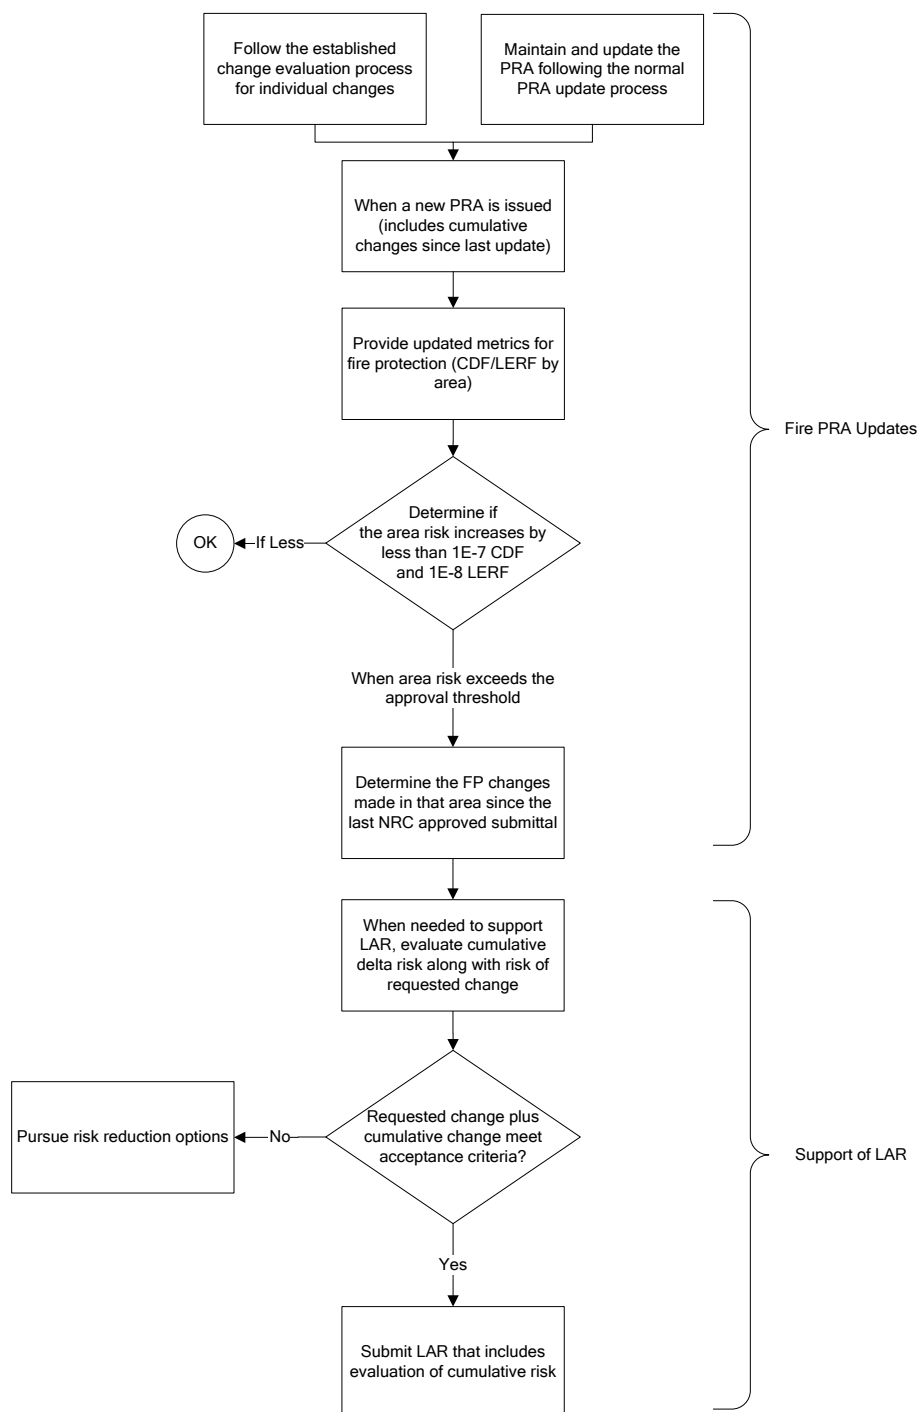 Follow the established
change evaluation process
for individual changes
Maintain and update the
PRA following the normal
PRA update process
When a new PRA is issued
(includes cumulative
changes since last update)
Provide updated metrics for
fire protection (CDF/LERF by
area)
Determine if
the area risk increases by
less than 1E-7 CDF
and 1E-8 LERF
If Less
OK
When area risk exceeds the
approval threshold
Determine the FP changes
made in that area since the
last NRC approved submittal
Fire PRA Updates
When needed to support
LAR, evaluate cumulative
delta risk along with risk of
requested change
Requested change plus
cumulative change meet
acceptance criteria?
No
Pursue risk reduction options
Yes
Submit LAR that includes
evaluation of cumulative risk
Support of LAR